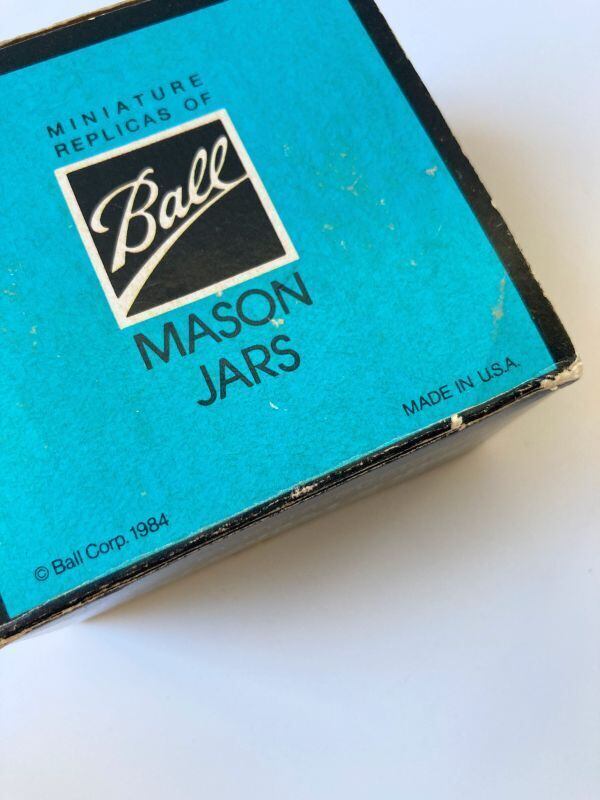 MINIATURE
REPLICAS OF
Ball
MASON
JARS
MADE IN U.S.A.
© Ball Corp. 1984